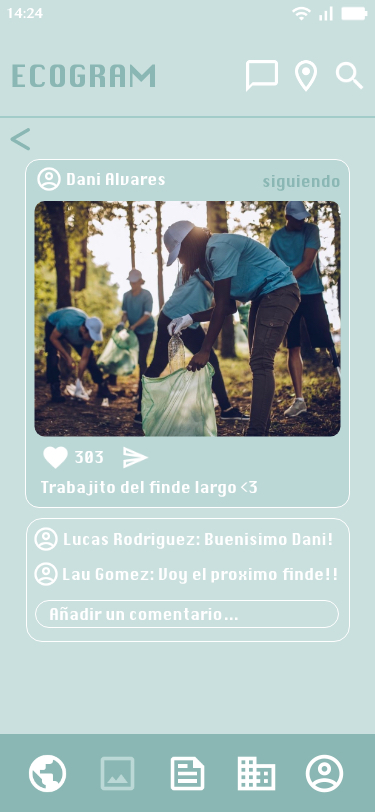 14:24
ECOGRAM
Dani Alvares
siguiendo
303
Trabajito del finde largo <3
Lucas Rodriguez: Buenisimo Dani!
Lau Gomez: Voy el proximo finde!!
Añadir un comentario...